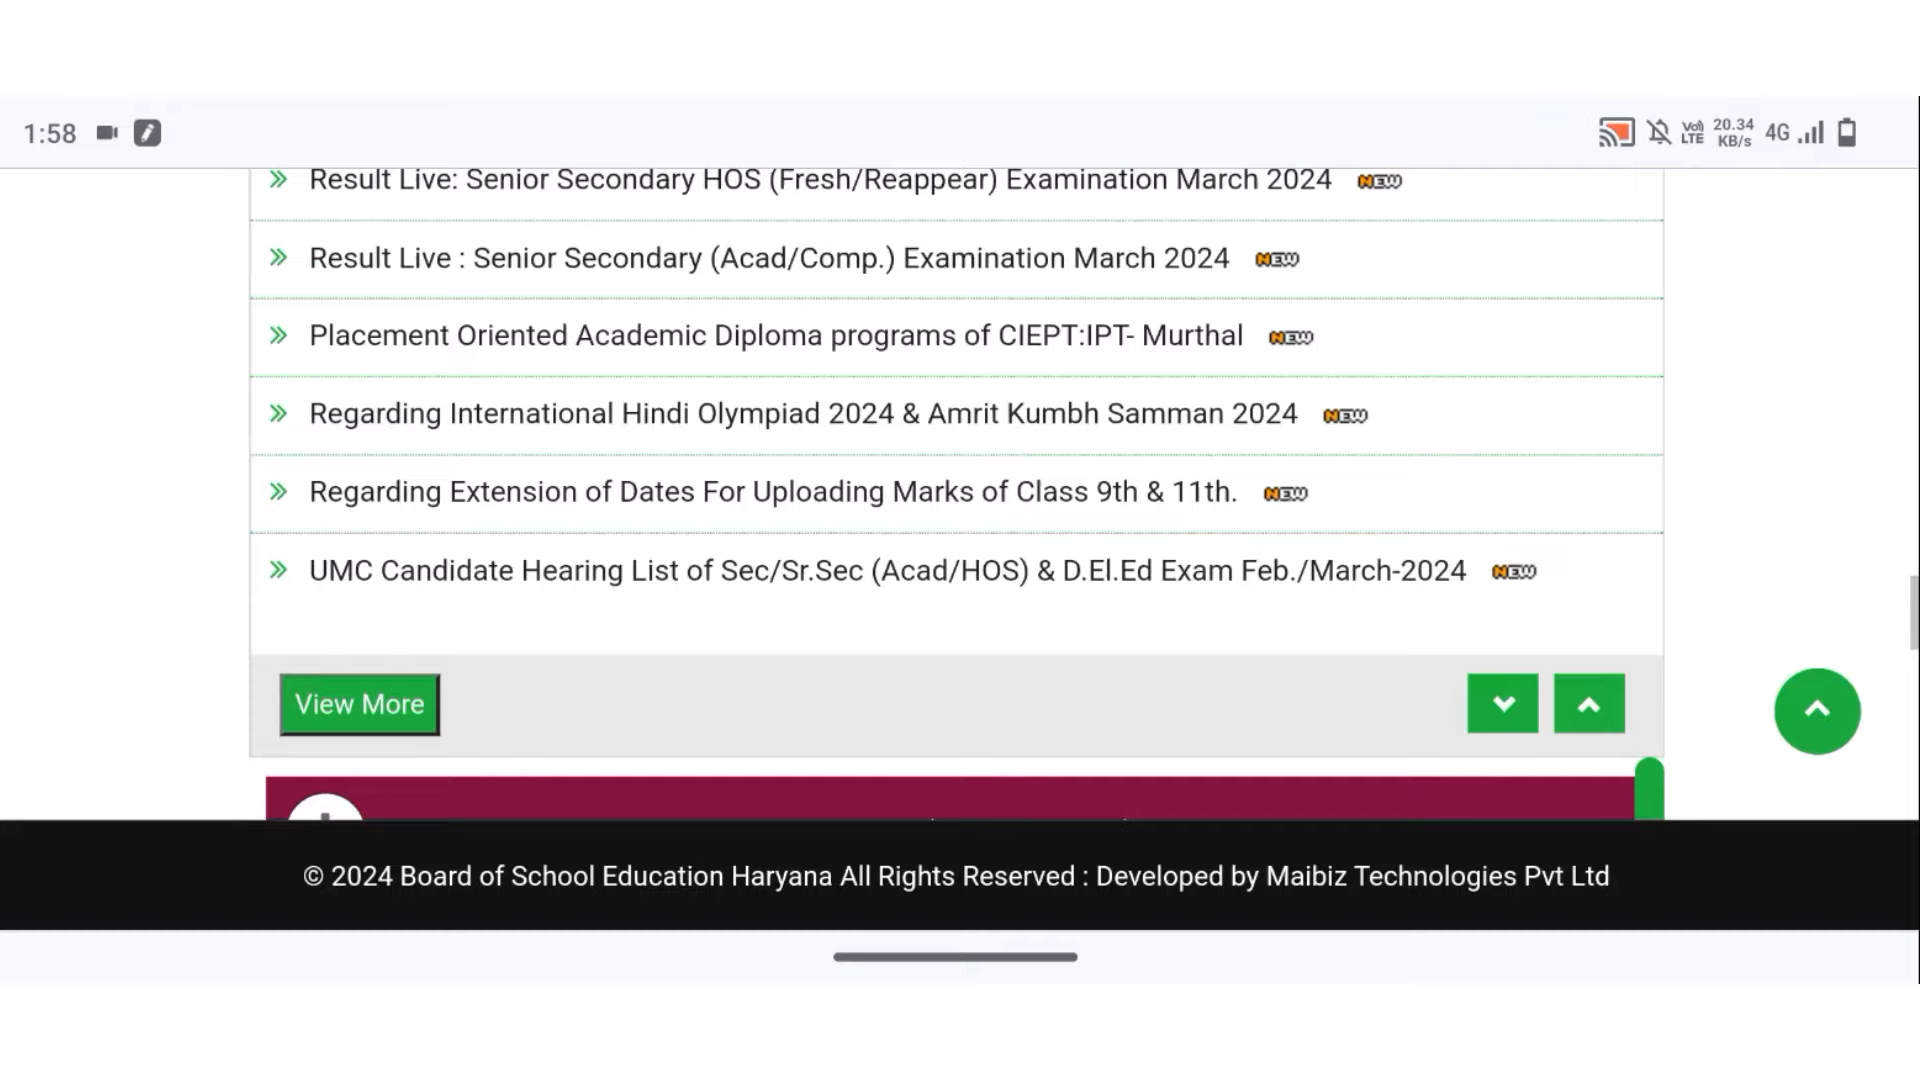 1:58 Vo) LTE 20.34 KB/s 4G
Result Live: Senior Secondary HOS (Fresh/Reappear) Examination March 2024 NEW
Result Live : Senior Secondary (Acad/Comp.) Examination March 2024 NEW
Placement Oriented Academic Diploma programs of CIEPT:IPT- Murthal NEW
Regarding International Hindi Olympiad 2024 & Amrit Kumbh Samman 2024 NEW
Regarding Extension of Dates For Uploading Marks of Class 9th & 11th. NEW
UMC Candidate Hearing List of Sec/Sr.Sec (Acad/HOS) & D.El.Ed Exam Feb./March-2024 NEW
View More
© 2024 Board of School Education Haryana All Rights Reserved : Developed by Maibiz Technologies Pvt Ltd